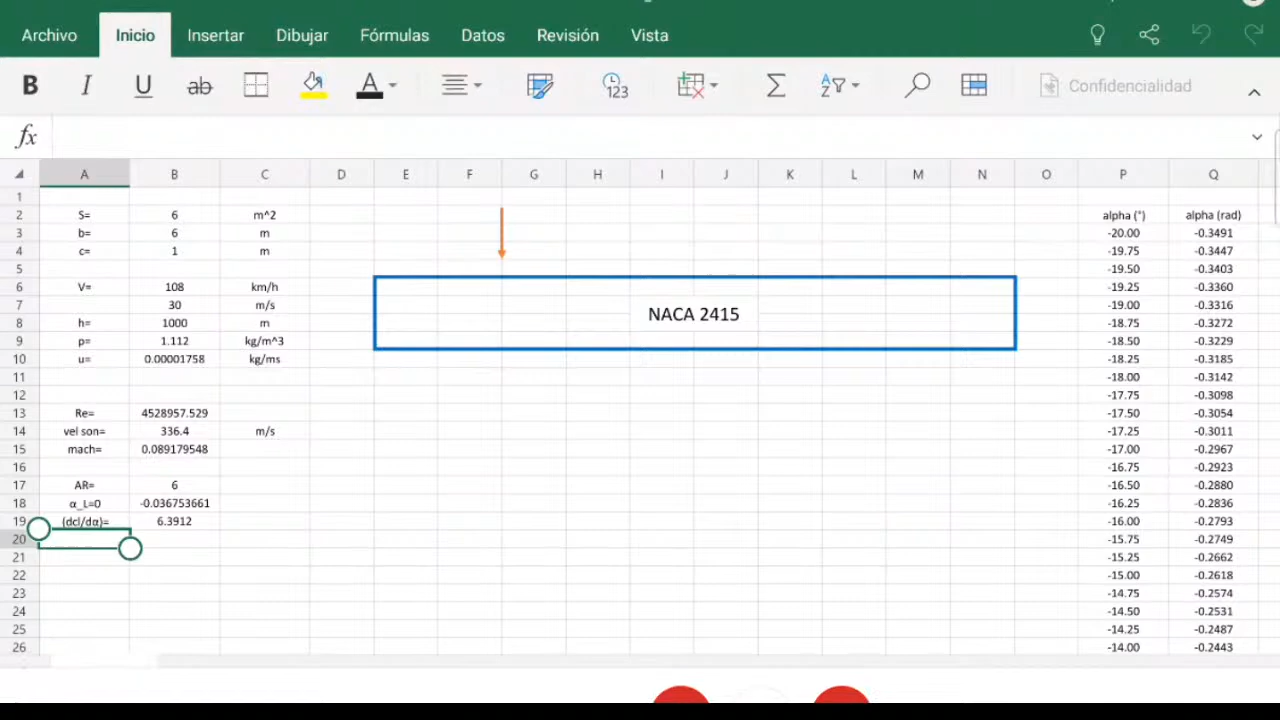 Archivo Inicio Insertar Dibujar Fórmulas Datos Revisión Vista
B I U ab A 123 Σ AZ Confidencialidad
fx
A B C D E F G H I J K L M N O P Q
1
2 S= 6 m^2 alpha (°) alpha (rad)
3 b= 6 m -20.00 -0.3491
4 c= 1 m -19.75 -0.3447
5 -19.50 -0.3403
6 V= 108 km/h -19.25 -0.3360
7 30 m/s NACA 2415 -19.00 -0.3316
8 h= 1000 m -18.75 -0.3272
9 p= 1.112 kg/m^3 -18.50 -0.3229
10 u= 0.00001758 kg/ms -18.25 -0.3185
11 -18.00 -0.3142
12 -17.75 -0.3098
13 Re= 4528957.529 -17.50 -0.3054
14 vel son= 336.4 m/s -17.25 -0.3011
15 mach= 0.089179548 -17.00 -0.2967
16 -16.75 -0.2923
17 AR= 6 -16.50 -0.2880
18 α_L=0 -0.036753661 -16.25 -0.2836
19 (dcl/dα)= 6.3912 -16.00 -0.2793
20 -15.75 -0.2749
21 -15.25 -0.2662
22 -15.00 -0.2618
23 -14.75 -0.2574
24 -14.50 -0.2531
25 -14.25 -0.2487
26 -14.00 -0.2443